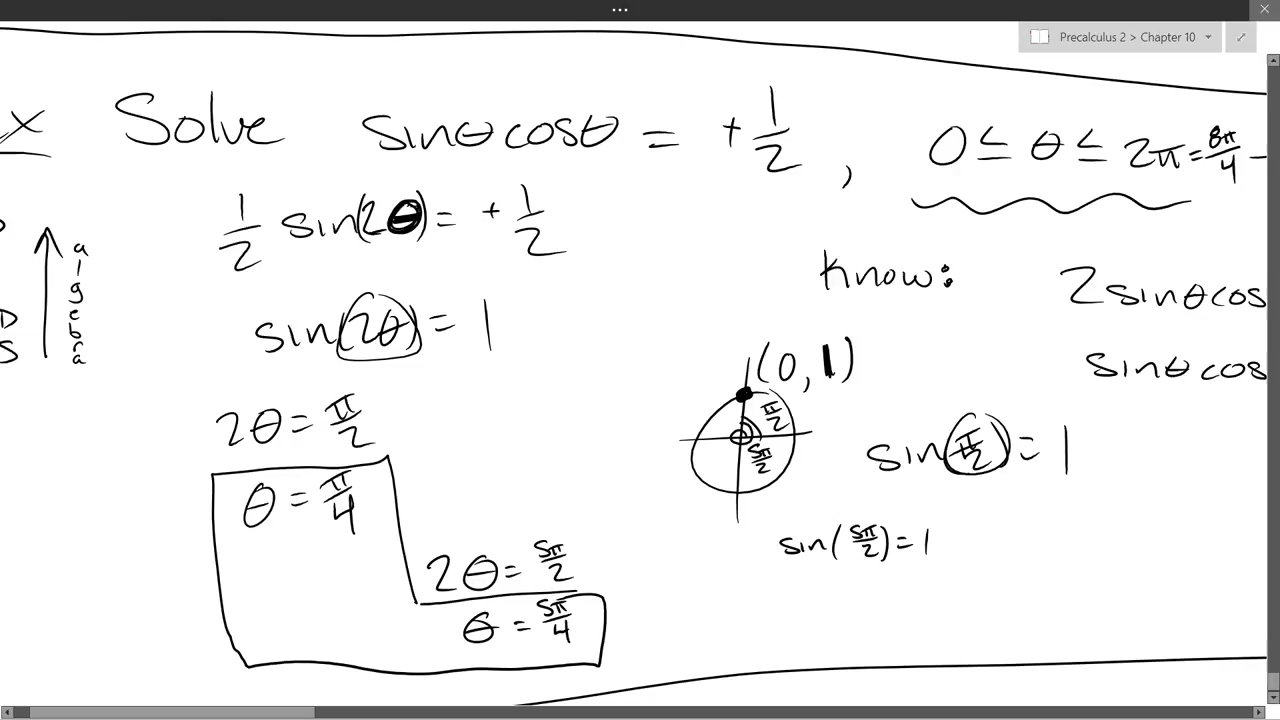 Precalculus 2 > Chapter 10
Ex Solve sinθcosθ = +1/2, 0 ≤ θ ≤ 2π = 8π/4
1/2 sin(2θ) = +1/2
algebra
Know: 2sinθcos
sin(2θ) = 1
sinθcos
(0, 1)
π/2
5π/2
2θ = π/2
sin(π/2) = 1
θ = π/4
sin(5π/2) = 1
2θ = 5π/2
θ = 5π/4